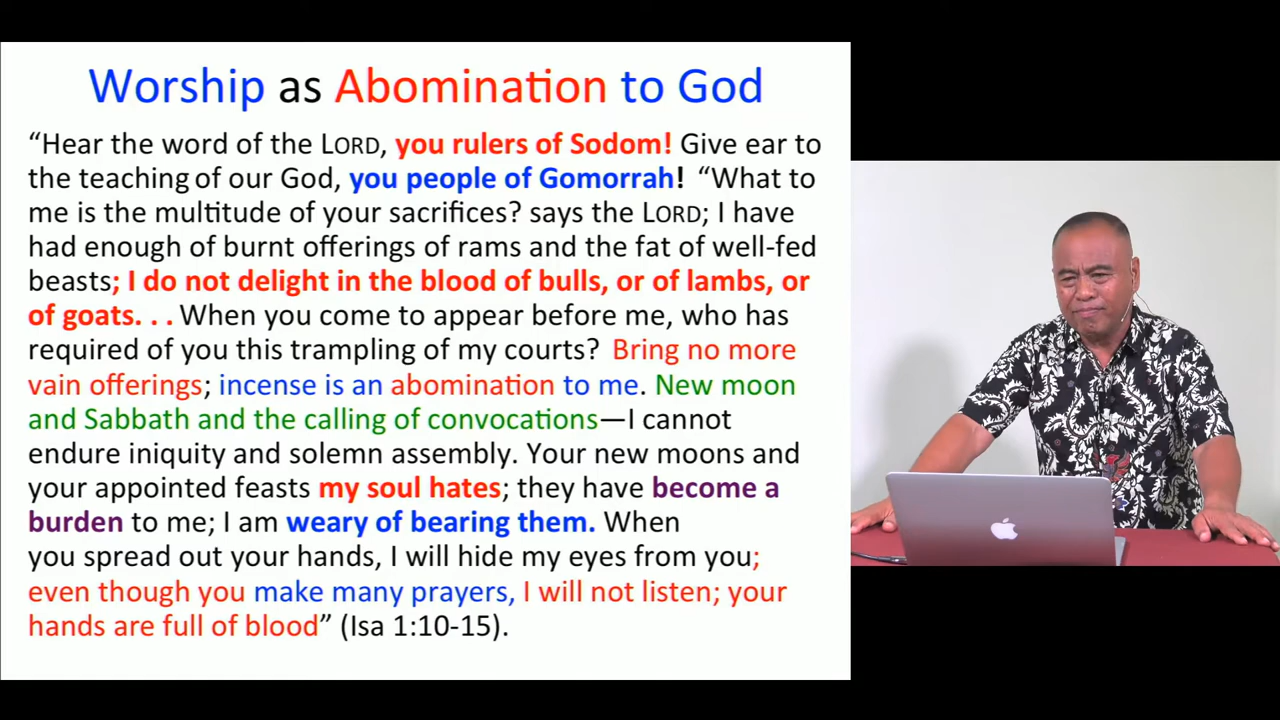 Worship as Abomination to God
“Hear the word of the LORD, you rulers of Sodom! Give ear to
the teaching of our God, you people of Gomorrah! “What to
me is the multitude of your sacrifices? says the LORD; I have
had enough of burnt offerings of rams and the fat of well-fed
beasts; I do not delight in the blood of bulls, or of lambs, or
of goats. . . When you come to appear before me, who has
required of you this trampling of my courts? Bring no more
vain offerings; incense is an abomination to me. New moon
and Sabbath and the calling of convocations—I cannot
endure iniquity and solemn assembly. Your new moons and
your appointed feasts my soul hates; they have become a
burden to me; I am weary of bearing them. When
you spread out your hands, I will hide my eyes from you;
even though you make many prayers, I will not listen; your
hands are full of blood” (Isa 1:10-15).